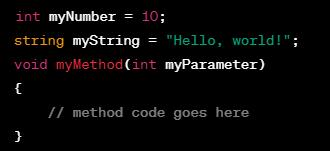 int myNumber = 10;
string myString = "Hello, world!";
void myMethod(int myParameter)
{
    // method code goes here
}